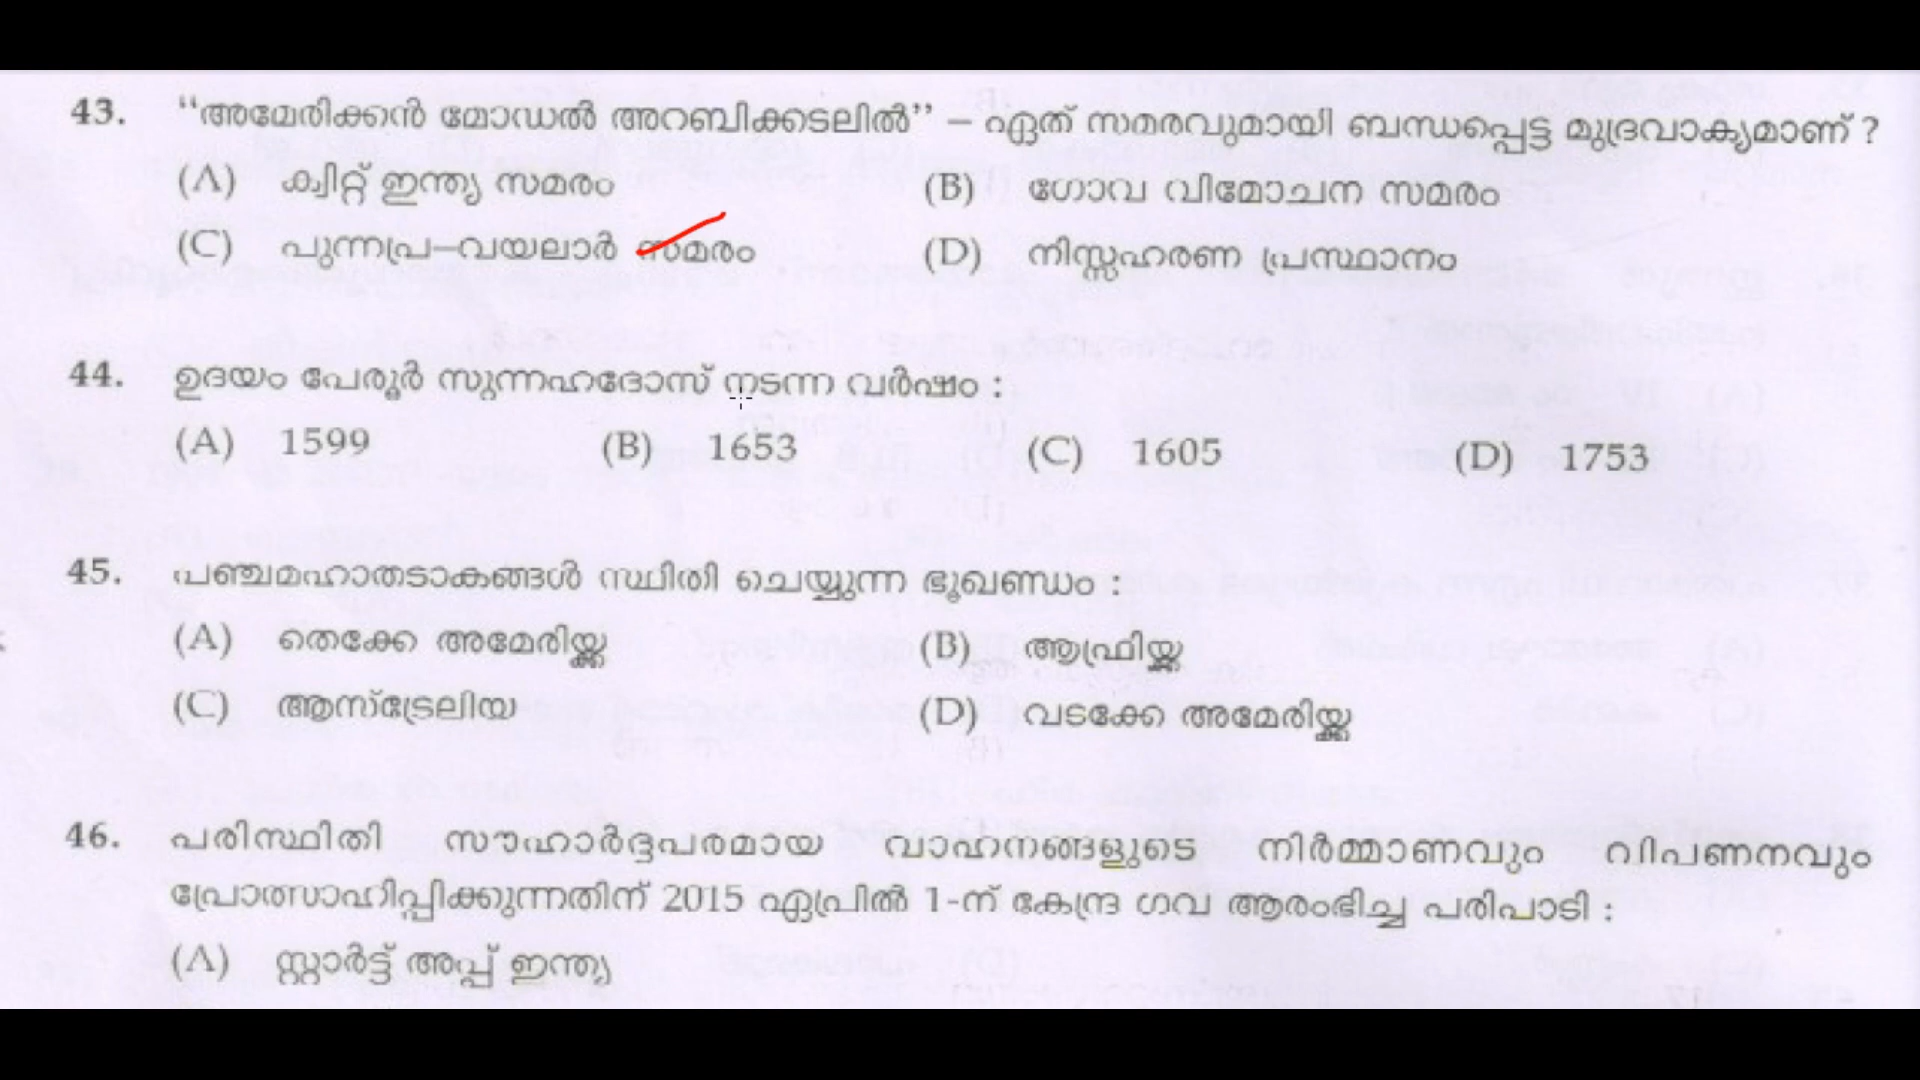 43. “അമേരിക്കൻ മോഡൽ അറബിക്കടലിൽ” – ഏത് സമരവുമായി ബന്ധപ്പെട്ട മുദ്രവാക്യമാണ് ?
(A) ക്വിറ്റ് ഇന്ത്യ സമരം (B) ഗോവ വിമോചന സമരം
(C) പുന്നപ്ര–വയലാർ സമരം (D) നിസ്സഹരണ പ്രസ്ഥാനം
44. ഉദയം പേരൂർ സുന്നഹദോസ് നടന്ന വർഷം :
(A) 1599 (B) 1653 (C) 1605 (D) 1753
45. പഞ്ചമഹാതടാകങ്ങൾ സ്ഥിതി ചെയ്യുന്ന ഭൂഖണ്ഡം :
(A) തെക്കേ അമേരിയ്ക്ക (B) ആഫ്രിയ്ക്ക
(C) ആസ്ട്രേലിയ (D) വടക്കേ അമേരിയ്ക്ക
46. പരിസ്ഥിതി സൗഹാർദ്ദപരമായ വാഹനങ്ങളുടെ നിർമ്മാണവും വിപണനവും
പ്രോത്സാഹിപ്പിക്കുന്നതിന് 2015 ഏപ്രിൽ 1-ന് കേന്ദ്ര ഗവ ആരംഭിച്ച പരിപാടി :
(A) സ്റ്റാർട്ട് അപ്പ് ഇന്ത്യ